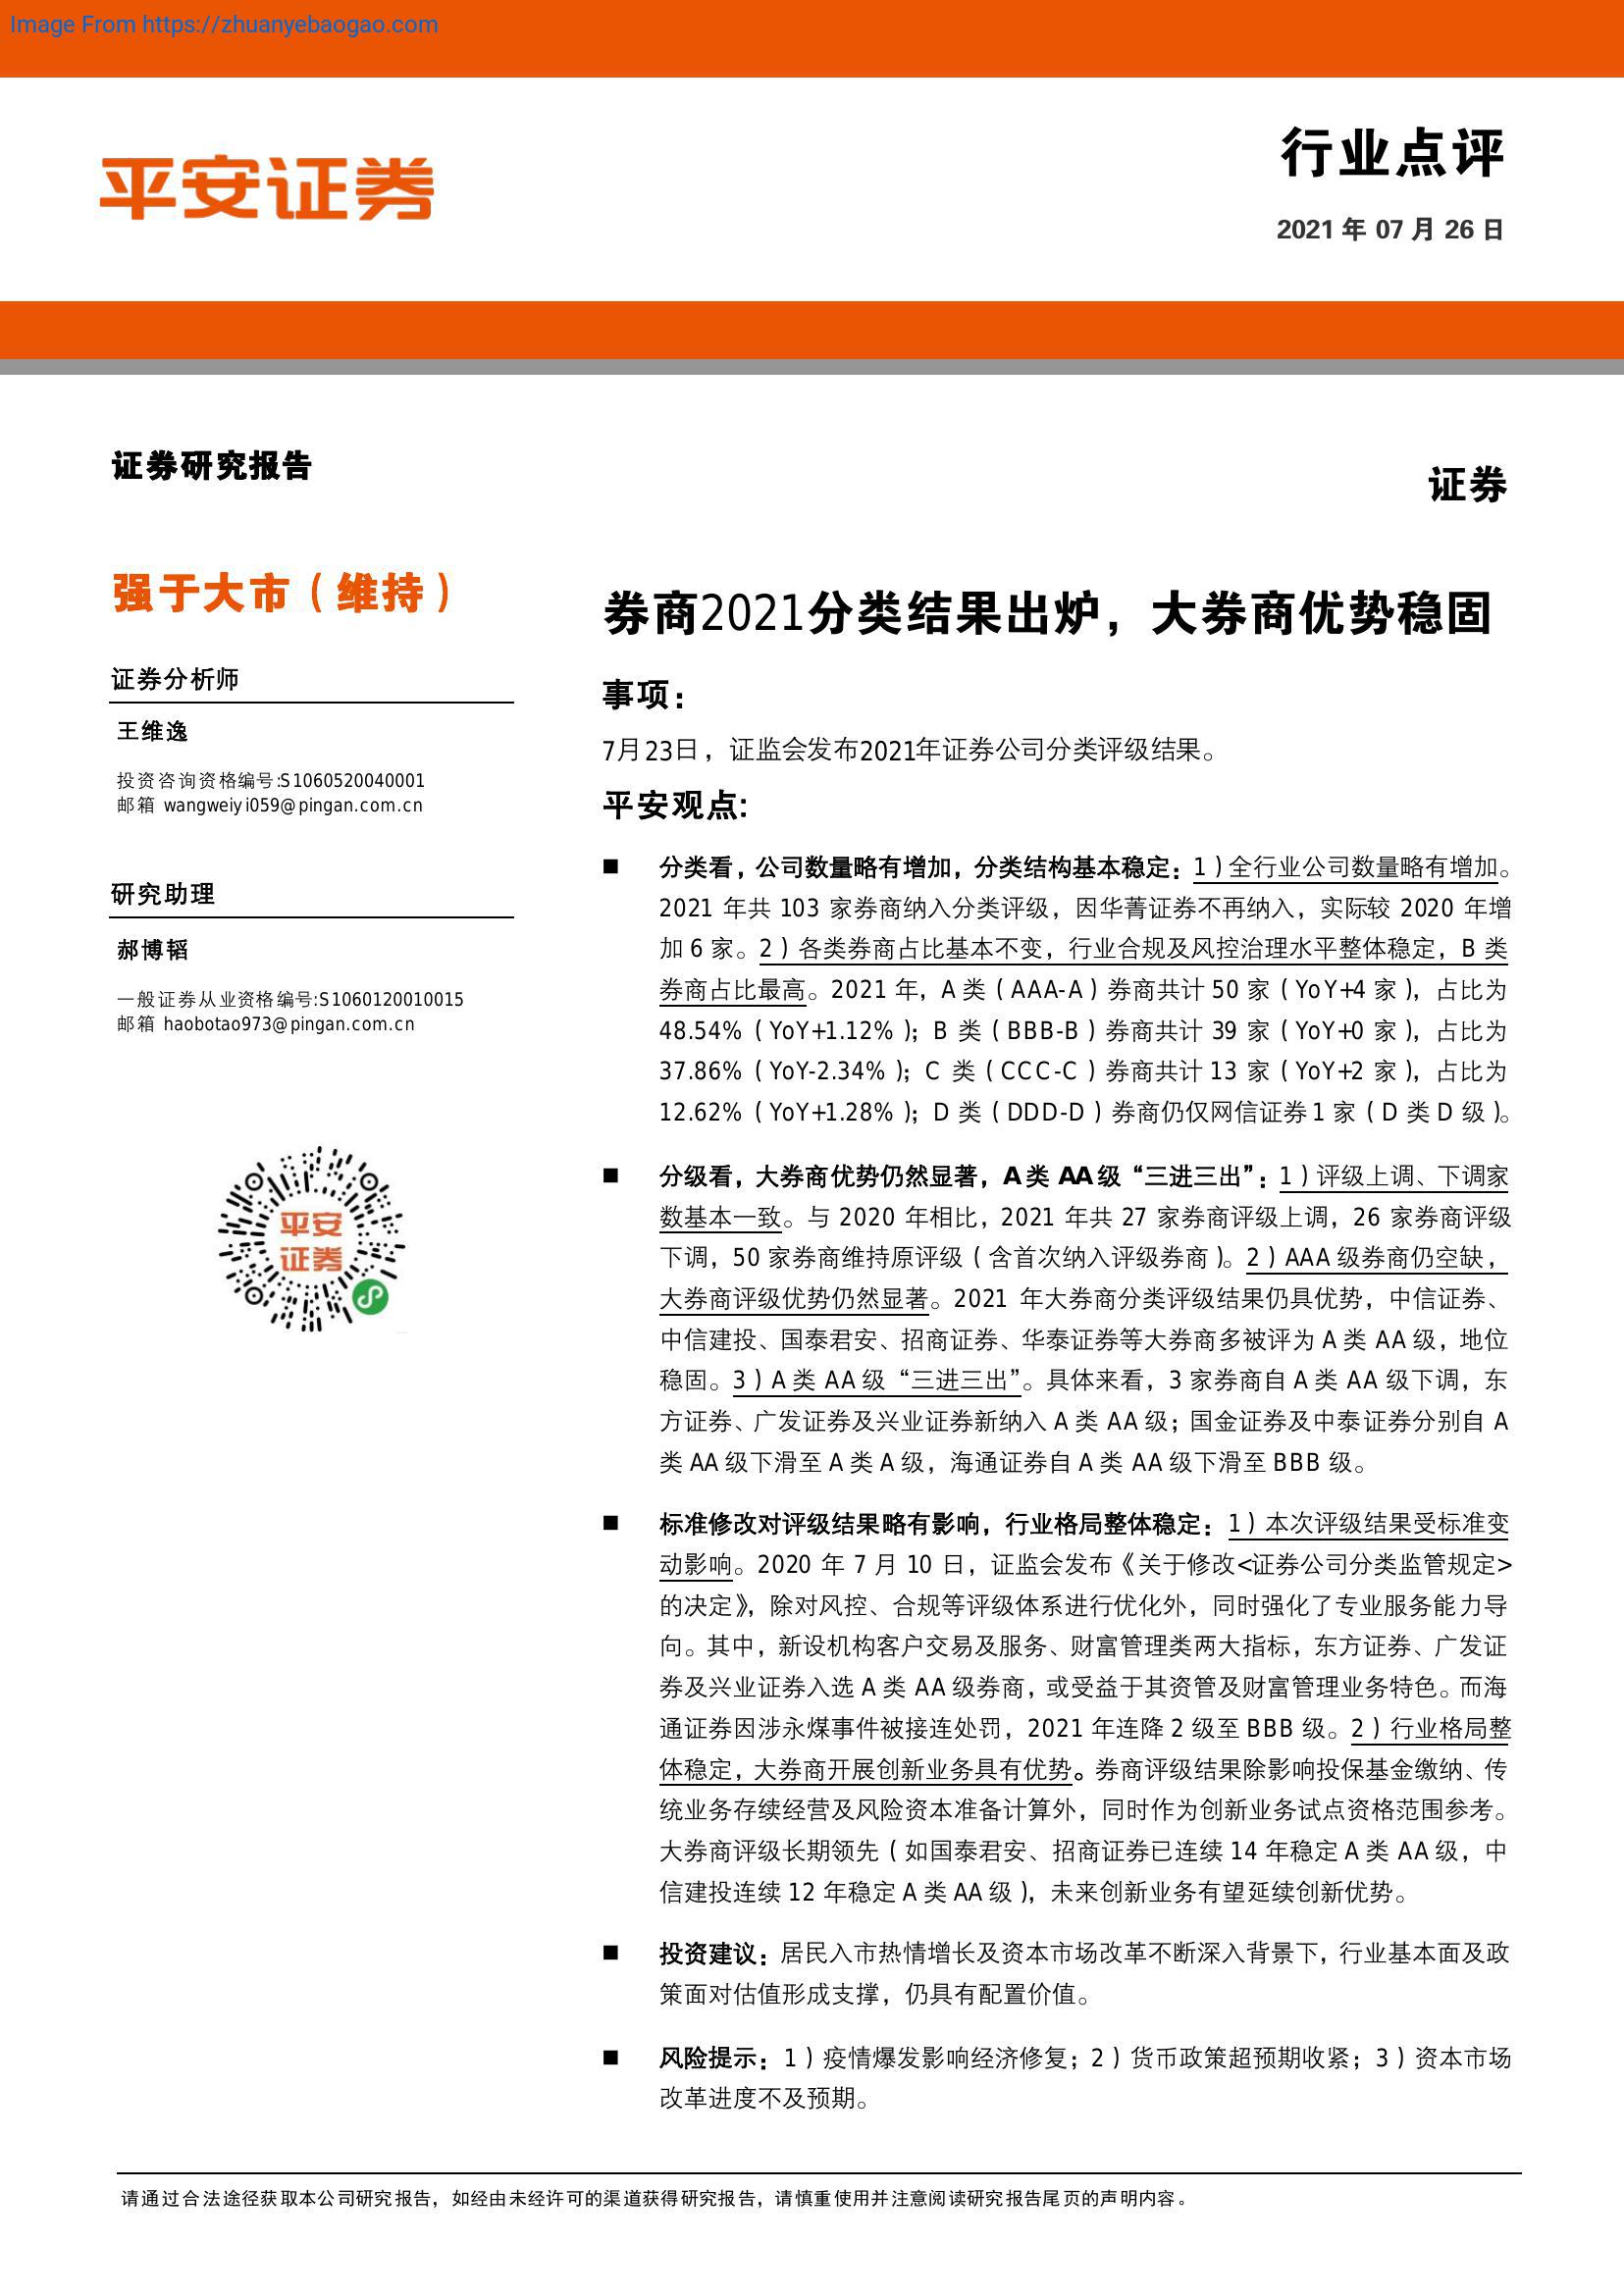 Image From https://zhuanyebaogao.com
平安证券
行业点评
2021 年 07 月 26 日
证券研究报告
证券
强于大市（维持）
证券分析师
王维逸
投资咨询资格编号:S1060520040001
邮箱 wangweiyi059@pingan.com.cn
研究助理
郝博韬
一般证券从业资格编号:S1060120010015
邮箱 haobotao973@pingan.com.cn
平安
证券
券商2021分类结果出炉，大券商优势稳固
事项：
7月23日，证监会发布2021年证券公司分类评级结果。
平安观点:
■ 分类看，公司数量略有增加，分类结构基本稳定：1）全行业公司数量略有增加。
2021 年共 103 家券商纳入分类评级，因华菁证券不再纳入，实际较 2020 年增
加 6 家。2）各类券商占比基本不变，行业合规及风控治理水平整体稳定，B 类
券商占比最高。2021 年，A 类（AAA-A）券商共计 50 家（YoY+4 家），占比为
48.54%（YoY+1.12%）；B 类（BBB-B）券商共计 39 家（YoY+0 家），占比为
37.86%（YoY-2.34%）；C 类（CCC-C）券商共计 13 家（YoY+2 家），占比为
12.62%（YoY+1.28%）；D 类（DDD-D）券商仍仅网信证券 1 家（D 类 D 级）。
■ 分级看，大券商优势仍然显著，A 类 AA 级“三进三出”：1）评级上调、下调家
数基本一致。与 2020 年相比，2021 年共 27 家券商评级上调，26 家券商评级
下调，50 家券商维持原评级（含首次纳入评级券商）。2）AAA 级券商仍空缺，
大券商评级优势仍然显著。2021 年大券商分类评级结果仍具优势，中信证券、
中信建投、国泰君安、招商证券、华泰证券等大券商多被评为 A 类 AA 级，地位
稳固。3）A 类 AA 级“三进三出”。具体来看，3 家券商自 A 类 AA 级下调，东
方证券、广发证券及兴业证券新纳入 A 类 AA 级；国金证券及中泰证券分别自 A
类 AA 级下滑至 A 类 A 级，海通证券自 A 类 AA 级下滑至 BBB 级。
■ 标准修改对评级结果略有影响，行业格局整体稳定：1）本次评级结果受标准变
动影响。2020 年 7 月 10 日，证监会发布《关于修改<证券公司分类监管规定>
的决定》，除对风控、合规等评级体系进行优化外，同时强化了专业服务能力导
向。其中，新设机构客户交易及服务、财富管理类两大指标，东方证券、广发证
券及兴业证券入选 A 类 AA 级券商，或受益于其资管及财富管理业务特色。而海
通证券因涉永煤事件被接连处罚，2021 年连降 2 级至 BBB 级。2）行业格局整
体稳定，大券商开展创新业务具有优势。券商评级结果除影响投保基金缴纳、传
统业务存续经营及风险资本准备计算外，同时作为创新业务试点资格范围参考。
大券商评级长期领先（如国泰君安、招商证券已连续 14 年稳定 A 类 AA 级，中
信建投连续 12 年稳定 A 类 AA 级），未来创新业务有望延续创新优势。
■ 投资建议：居民入市热情增长及资本市场改革不断深入背景下，行业基本面及政
策面对估值形成支撑，仍具有配置价值。
■ 风险提示：1）疫情爆发影响经济修复；2）货币政策超预期收紧；3）资本市场
改革进度不及预期。
请通过合法途径获取本公司研究报告，如经由未经许可的渠道获得研究报告，请慎重使用并注意阅读研究报告尾页的声明内容。